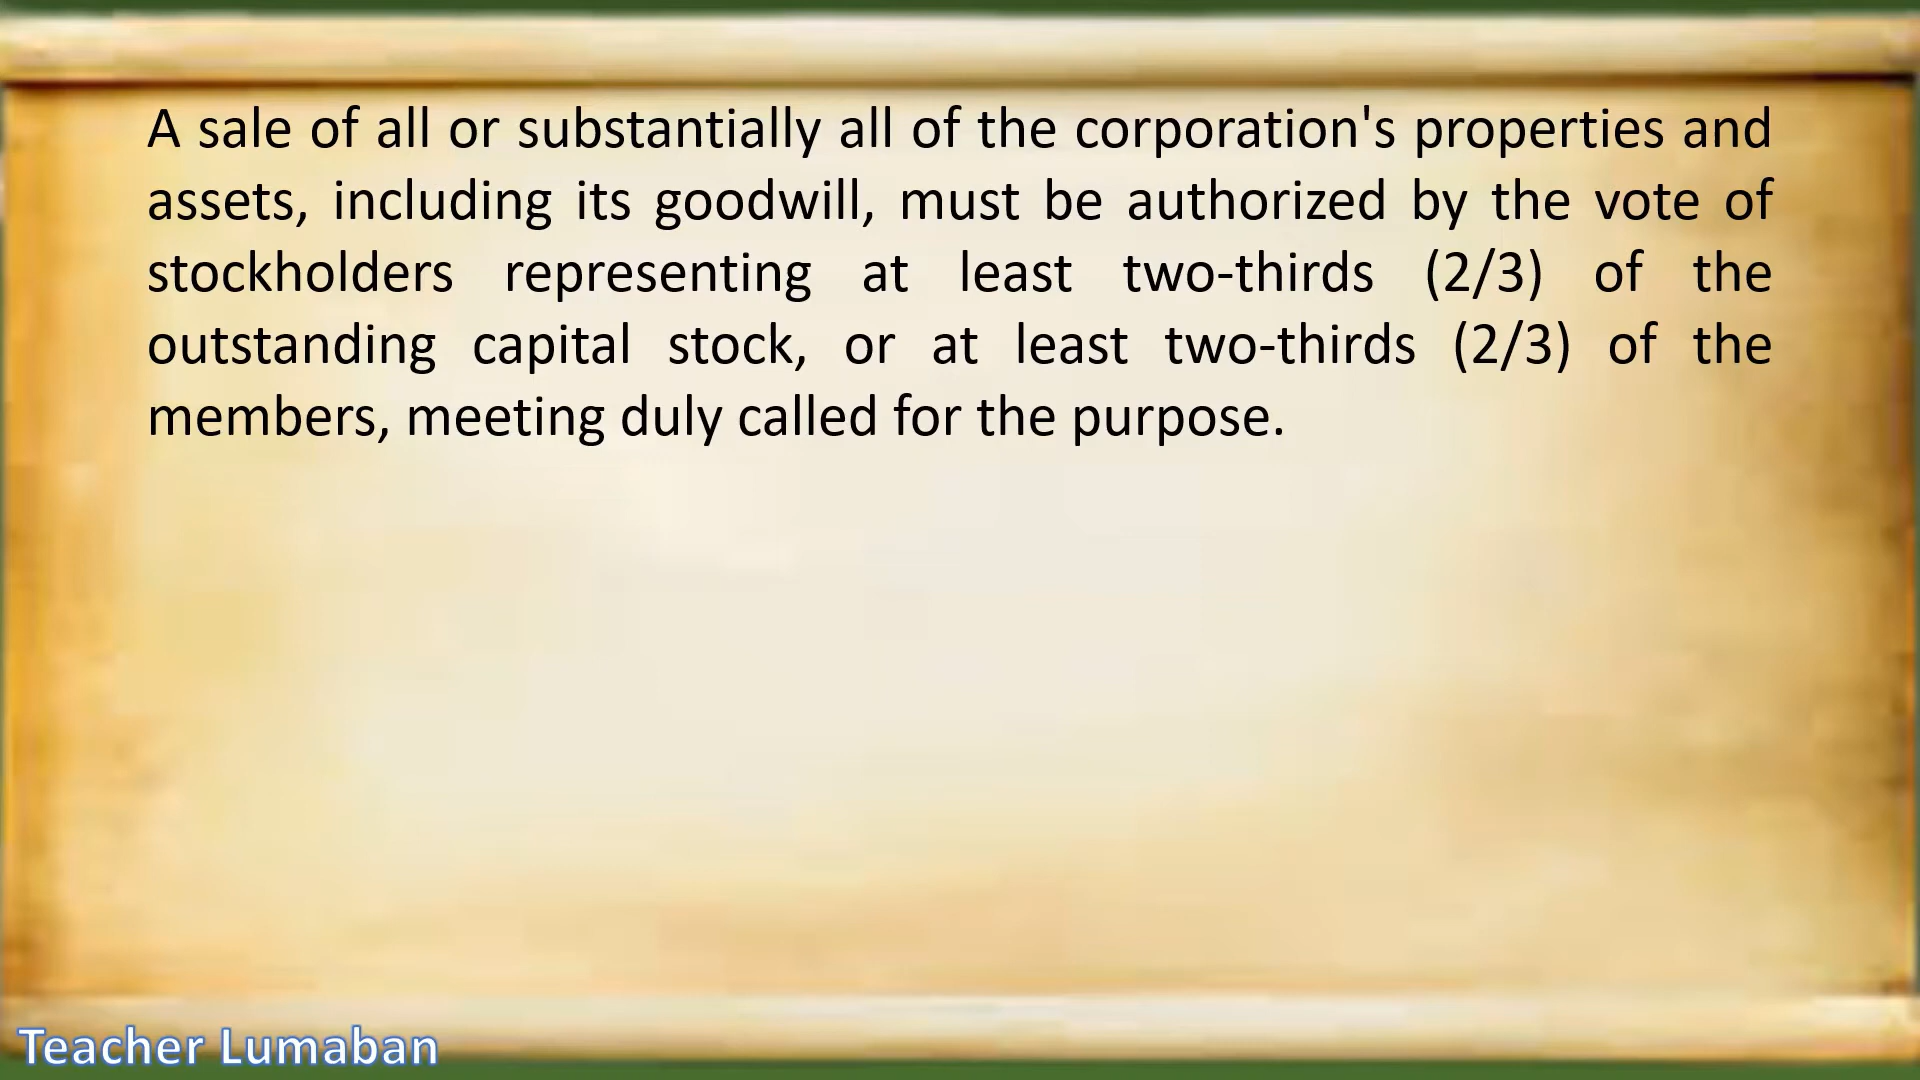 A sale of all or substantially all of the corporation's properties and
assets, including its goodwill, must be authorized by the vote of
stockholders representing at least two-thirds (2/3) of the
outstanding capital stock, or at least two-thirds (2/3) of the
members, meeting duly called for the purpose.
Teacher Lumaban